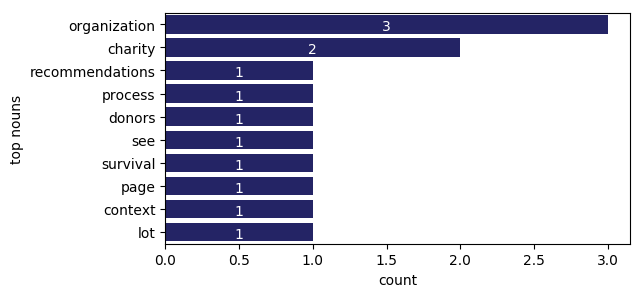 organization 3
charity 2
recommendations 1
process 1
donors 1
see 1
survival 1
page 1
context 1
lot 1
top nouns
0.0 0.5 1.0 1.5 2.0 2.5 3.0
count